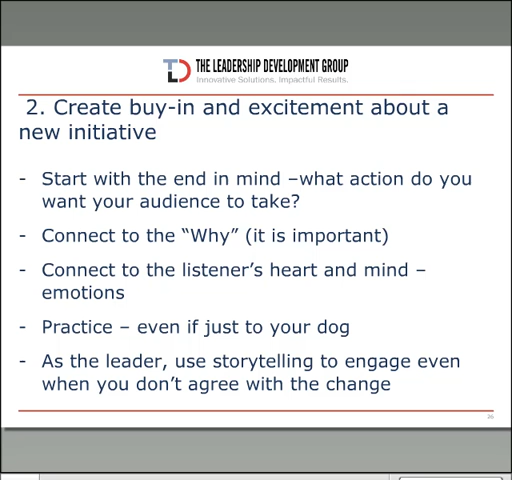 THE LEADERSHIP DEVELOPMENT GROUP
Innovative Solutions. Impactful Results.
2. Create buy-in and excitement about a
new initiative
- Start with the end in mind –what action do you
want your audience to take?
- Connect to the “Why” (it is important)
- Connect to the listener’s heart and mind –
emotions
- Practice – even if just to your dog
- As the leader, use storytelling to engage even
when you don’t agree with the change
26